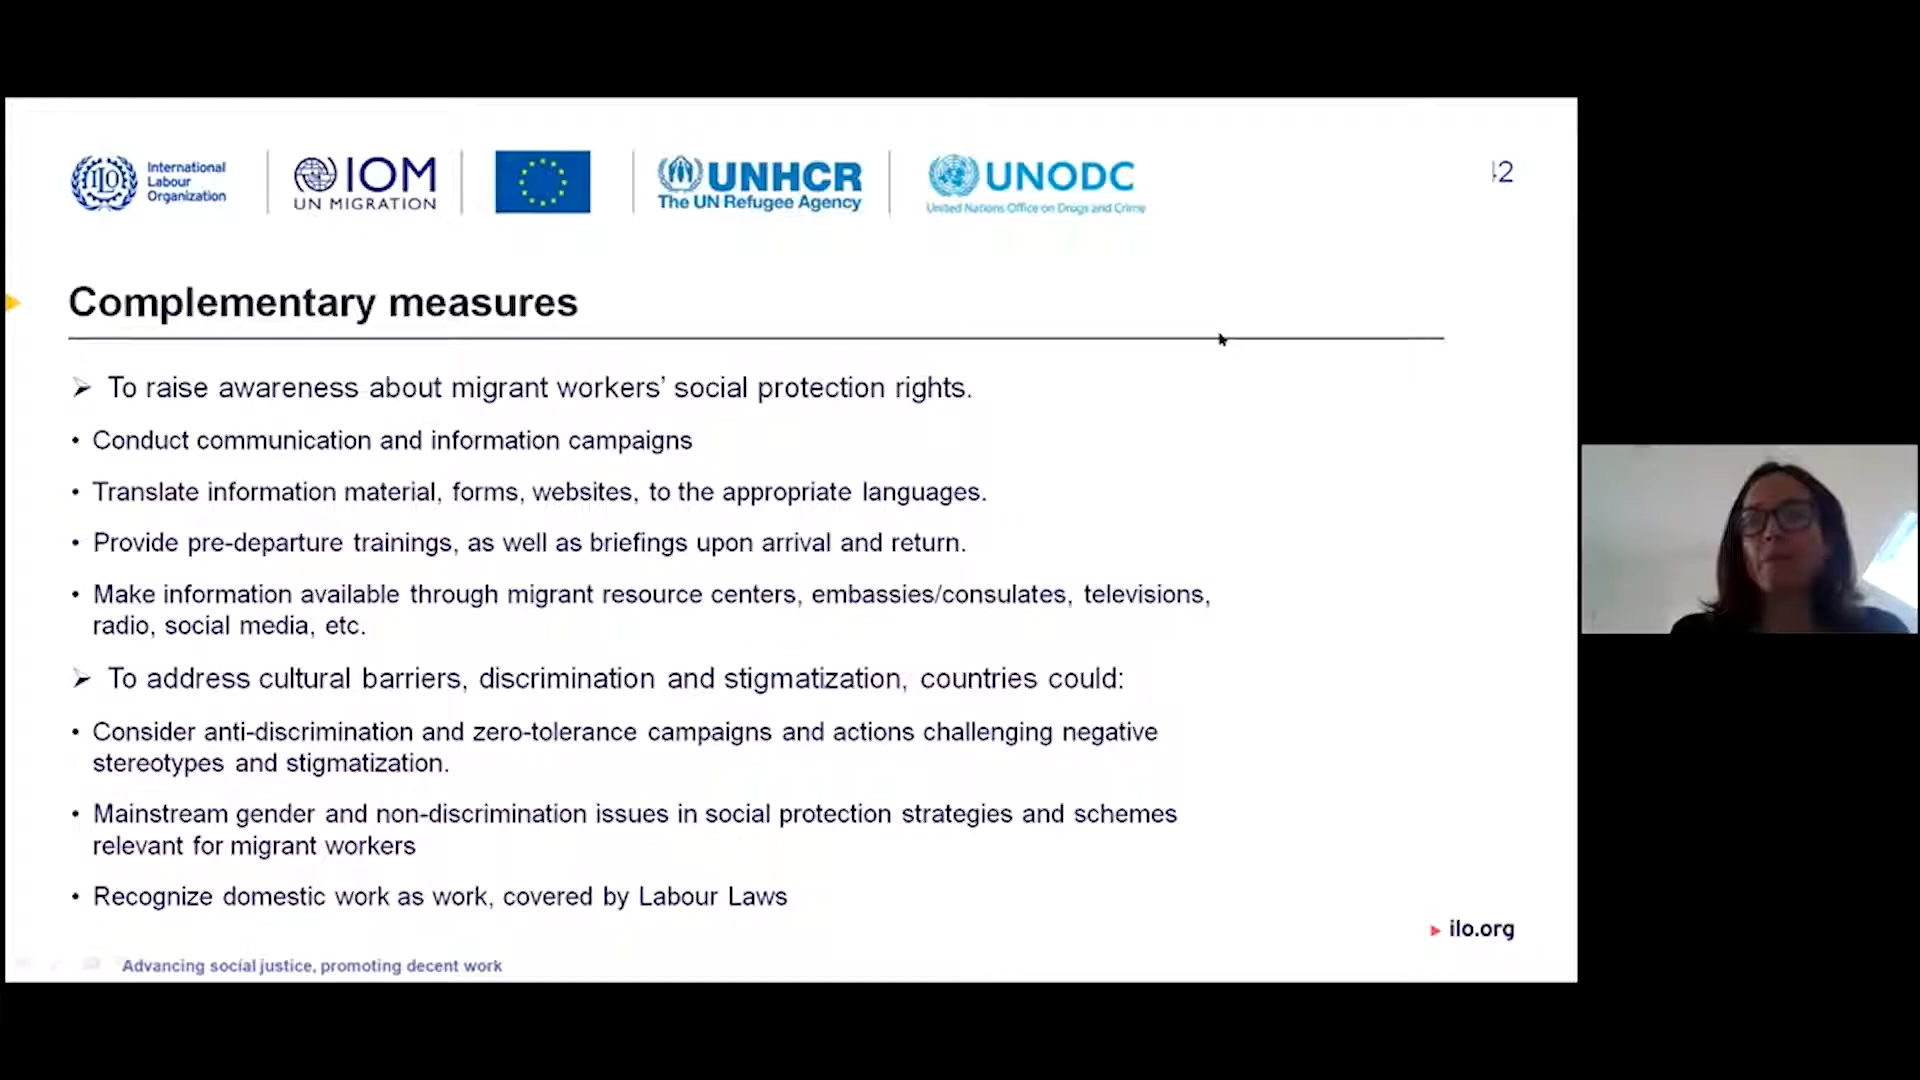 International
Labour
Organization
IOM
UN MIGRATION
UNHCR
The UN Refugee Agency
UNODC
United Nations Office on Drugs and Crime
Complementary measures
➢ To raise awareness about migrant workers’ social protection rights.
• Conduct communication and information campaigns
• Translate information material, forms, websites, to the appropriate languages.
• Provide pre-departure trainings, as well as briefings upon arrival and return.
• Make information available through migrant resource centers, embassies/consulates, televisions,
radio, social media, etc.
➢ To address cultural barriers, discrimination and stigmatization, countries could:
• Consider anti-discrimination and zero-tolerance campaigns and actions challenging negative
stereotypes and stigmatization.
• Mainstream gender and non-discrimination issues in social protection strategies and schemes
relevant for migrant workers
• Recognize domestic work as work, covered by Labour Laws
ilo.org
Advancing social justice, promoting decent work